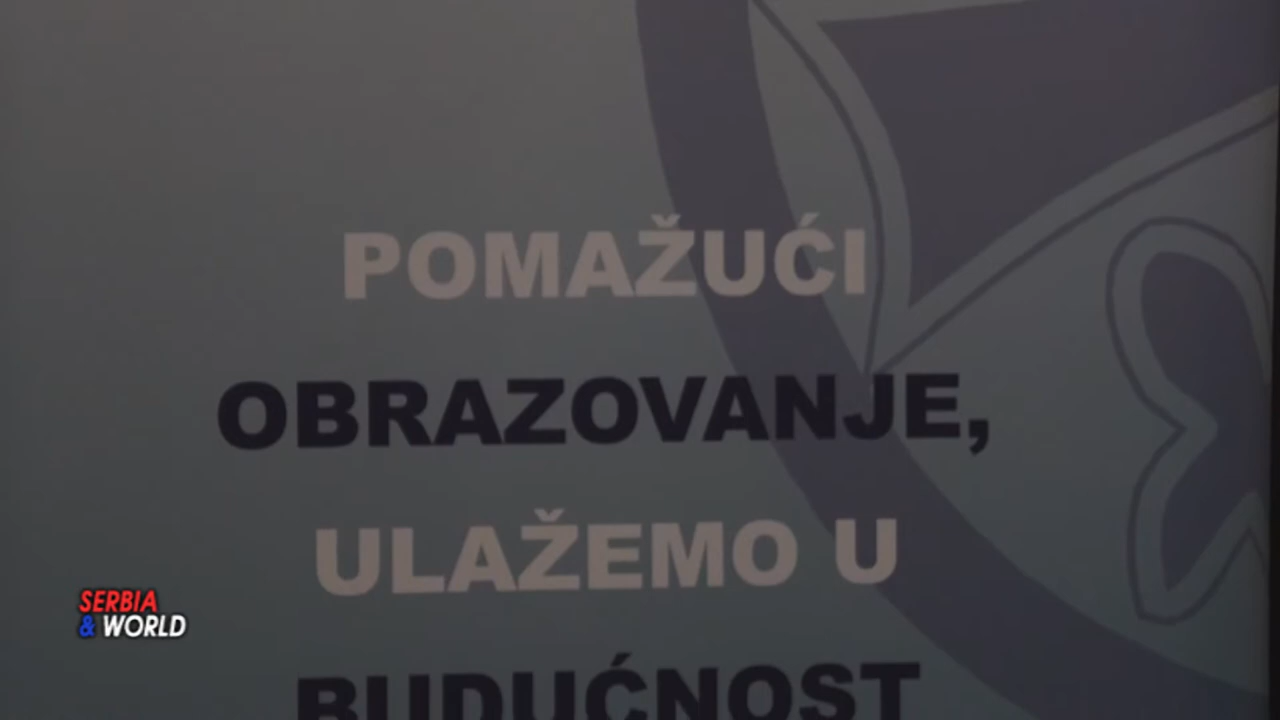 POMAŽUĆI
OBRAZOVANJE,
ULAŽEMO U
BUDUĆNOST
SERBIA
& WORLD